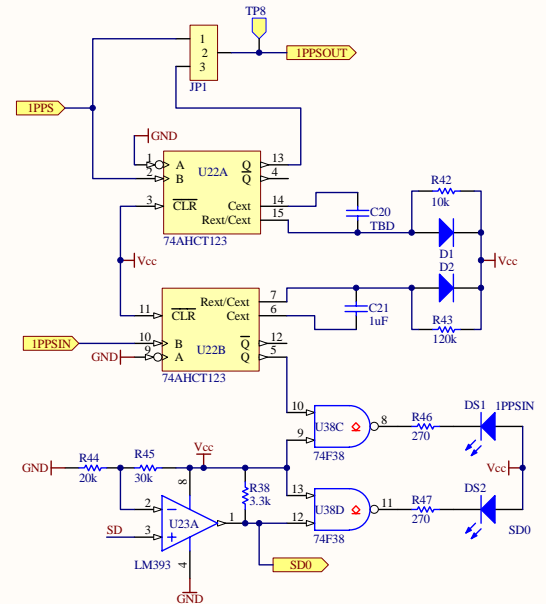 TP8
1
2
3
1PPSOUT
JP1
1PPS
GND
1 A U22A Q 13
2 B Q 4
3 CLR Cext 14
Rext/Cext 15
74AHCT123
C20
TBD
R42
10k
D1
Vcc
Vcc
D2
R43
120k
11 CLR Rext/Cext 7
Cext 6
C21
1uF
1PPSIN
10 B Q 12
GND 9 A U22B Q 5
74AHCT123
10
9
U38C
8
74F38
R46
270
DS1
1PPSIN
Vcc
R44
20k
R45
30k
GND
Vcc
8
R38
3.3k
13
12
U38D
11
74F38
R47
270
DS2
SD0
2
SD 3
U23A
1
LM393
4
GND
SD0